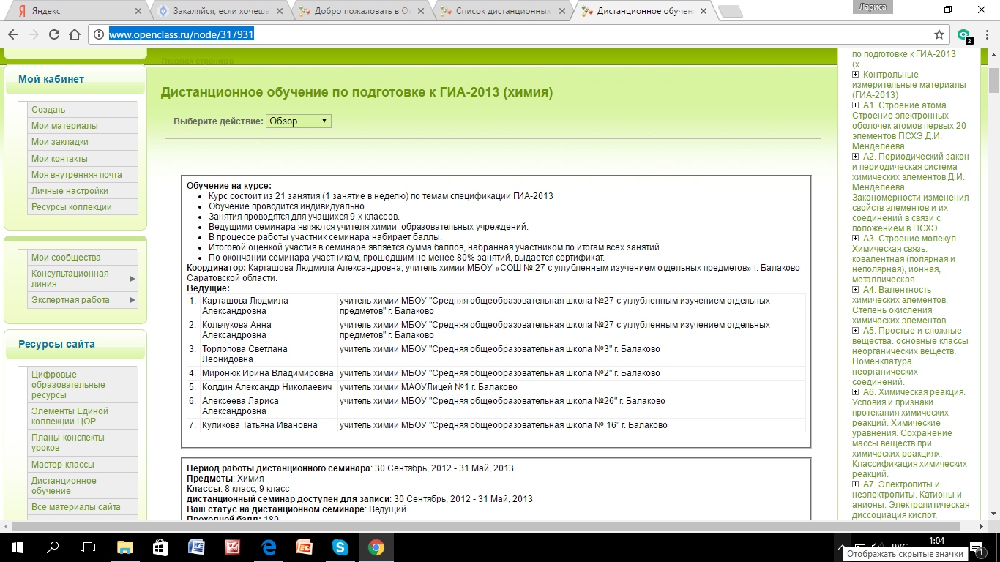 Яндекс
Закаляйся, если хочешь
Добро пожаловать в От
Список дистанционных
Дистанционное обучен
Лариса
www.openclass.ru/node/317931
2
Главная страница
Мой кабинет
Создать
Мои материалы
Мои закладки
Мои контакты
Моя внутренняя почта
Личные настройки
Ресурсы коллекции
Мои сообщества
Консультационная
линия
Экспертная работа
Ресурсы сайта
Цифровые
образовательные
ресурсы
Элементы Единой
коллекции ЦОР
Планы-конспекты
уроков
Мастер-классы
Дистанционное
обучение
Все материалы сайта
Дистанционное обучение по подготовке к ГИА-2013 (химия)
Выберите действие: Обзор
Обучение на курсе:
• Курс состоит из 21 занятия (1 занятие в неделю) по темам спецификации ГИА-2013
• Обучение проводится индивидуально.
• Занятия проводятся для учащихся 9-х классов.
• Ведущими семинара являются учителя химии образовательных учреждений.
• В процессе работы участник семинара набирает баллы.
• Итоговой оценкой участия в семинаре является сумма баллов, набранная участником по итогам всех занятий.
• По окончании семинара участникам, прошедшим не менее 80% занятий, выдается сертификат.
Координатор: Карташова Людмила Александровна, учитель химии МБОУ «СОШ № 27 с углубленным изучением отдельных предметов» г. Балаково
Саратовской области.
Ведущие:
1. Карташова Людмила Александровна учитель химии МБОУ "Средняя общеобразовательная школа №27 с углубленным изучением отдельных
предметов" г. Балаково
2. Кольчукова Анна Александровна учитель химии МБОУ "Средняя общеобразовательная школа №27 с углубленным изучением отдельных
предметов" г. Балаково
3. Торлопова Светлана Леонидовна учитель химии МБОУ "Средняя общеобразовательная школа №3" г. Балаково
4. Миронюк Ирина Владимировна учитель химии МБОУ "Средняя общеобразовательная школа №2" г. Балаково
5. Колдин Александр Николаевич учитель химии МАОУЛицей №1 г. Балаково
6. Алексеева Лариса Александровна учитель химии МБОУ "Средняя общеобразовательная школа №26" г. Балаково
7. Куликова Татьяна Ивановна учитель химии МБОУ "Средняя общеобразовательная школа № 16" г. Балаково
Период работы дистанционного семинара: 30 Сентябрь, 2012 - 31 Май, 2013
Предметы: Химия
Классы: 8 класс, 9 класс
дистанционный семинар доступен для записи: 30 Сентябрь, 2012 - 31 Май, 2013
Ваш статус на дистанционном семинаре: Ведущий
Проходной балл: 180
по подготовке к ГИА-2013
(х...
Контрольные
измерительные материалы
(ГИА-2013)
А1. Строение атома.
Строение электронных
оболочек атомов первых 20
элементов ПСХЭ Д.И.
Менделеева
А2. Периодический закон
и периодическая система
химических элементов Д.И.
Менделеева.
Закономерности изменения
свойств элементов и их
соединений в связи с
положением в ПСХЭ.
А3. Строение молекул.
Химическая связь:
ковалентная (полярная и
неполярная), ионная,
металлическая.
А4. Валентность
химических элементов.
Степень окисления
химических элементов.
А5. Простые и сложные
вещества. основные классы
неорганических веществ.
Номенклатура
неорганических
соединений.
А6. Химическая реакция.
Условия и признаки
протекания химических
реакций. Химические
уравнения. Сохранение
массы веществ при
химических реакциях.
Классификация химических
реакций.
А7. Электролиты и
неэлектролиты. Катионы и
анионы. Электролитическая
диссоциация кислот,
РУС
1:04
1
Отображать скрытые значки